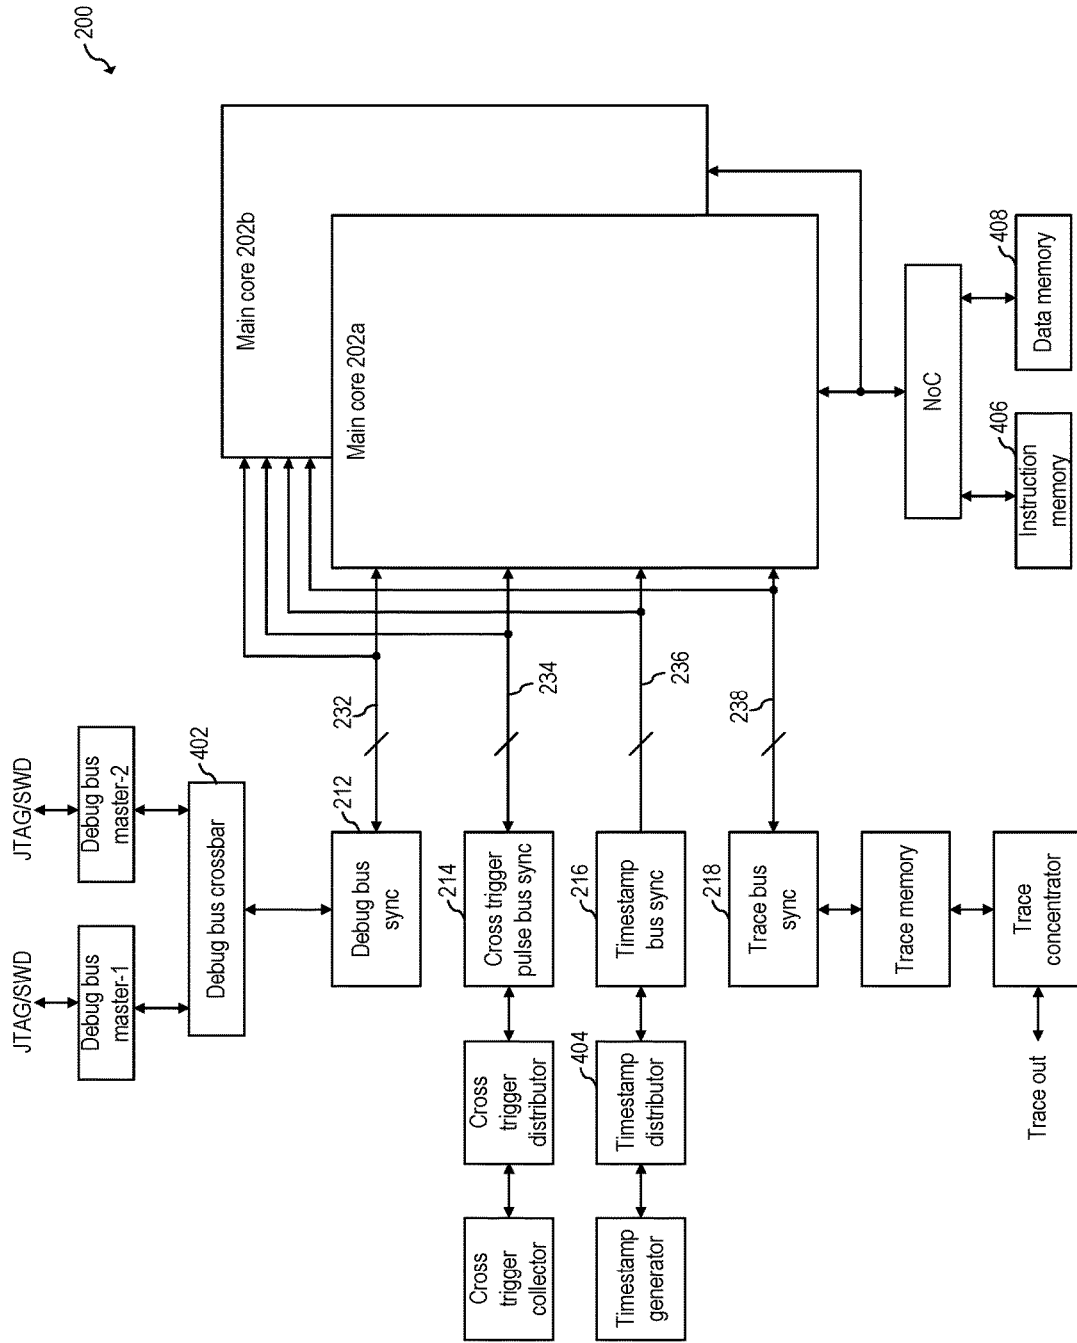 200
JTAG/SWD
JTAG/SWD
Debug bus
master-1
Debug bus
master-2
402
Debug bus crossbar
212
Debug bus
sync
232
Main core 202b
Main core 202a
Cross
trigger
collector
Cross
trigger
distributor
214
Cross trigger
pulse bus sync
234
Timestamp
generator
404
Timestamp
distributor
216
Timestamp
bus sync
236
218
Trace bus
sync
238
Trace memory
Trace
concentrator
Trace out
NoC
406
Instruction
memory
408
Data memory